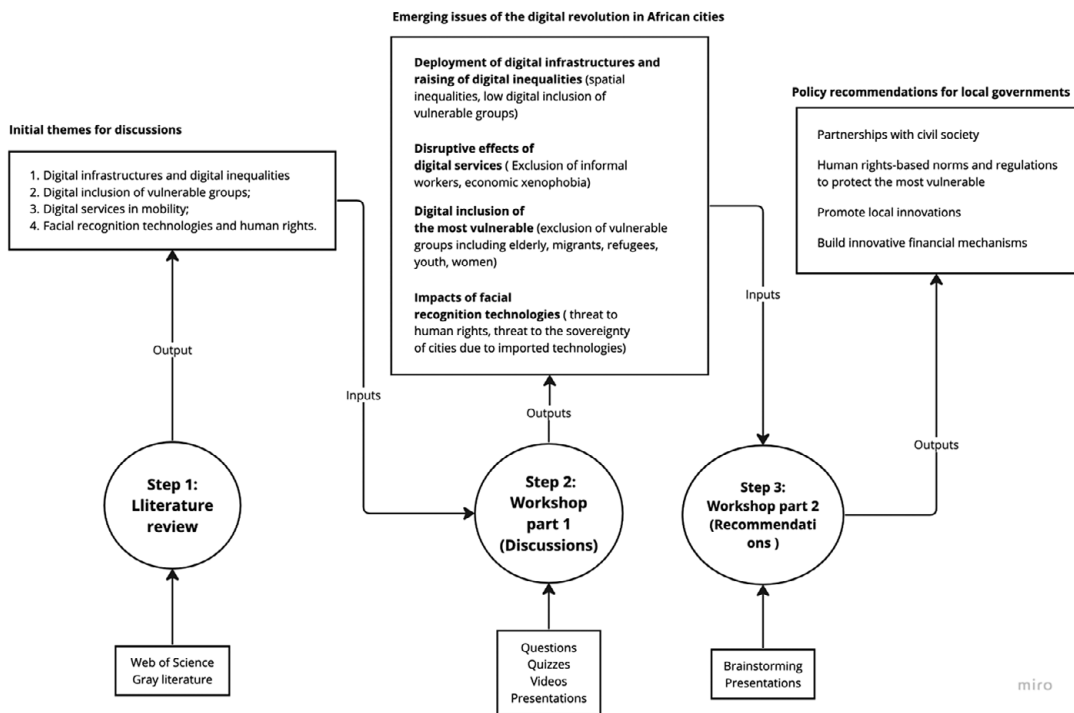 Emerging issues of the digital revolution in African cities
Deployment of digital infrastructures and
raising of digital inequalities (spatial
inequalities, low digital inclusion of
vulnerable groups)
Disruptive effects of
digital services ( Exclusion of informal
workers, economic xenophobia)
Digital inclusion of
the most vulnerable (exclusion of vulnerable
groups including elderly, migrants, refugees,
youth, women)
Impacts of facial
recognition technologies ( threat to
human rights, threat to the sovereignty
of cities due to imported technologies)
Policy recommendations for local governments
Partnerships with civil society
Human rights-based norms and regulations
to protect the most vulnerable
Promote local innovations
Build innovative financial mechanisms
Initial themes for discussions
1. Digital infrastructures and digital inequalities
2. Digital inclusion of vulnerable groups;
3. Digital services in mobility;
4. Facial recognition technologies and human rights.
Output
Inputs
Outputs
Inputs
Outputs
Step 1:
Lliterature
review
Step 2:
Workshop
part 1
(Discussions)
Step 3:
Workshop part 2
(Recommendati
ons )
Web of Science
Gray literature
Questions
Quizzes
Videos
Presentations
Brainstorming
Presentations
miro